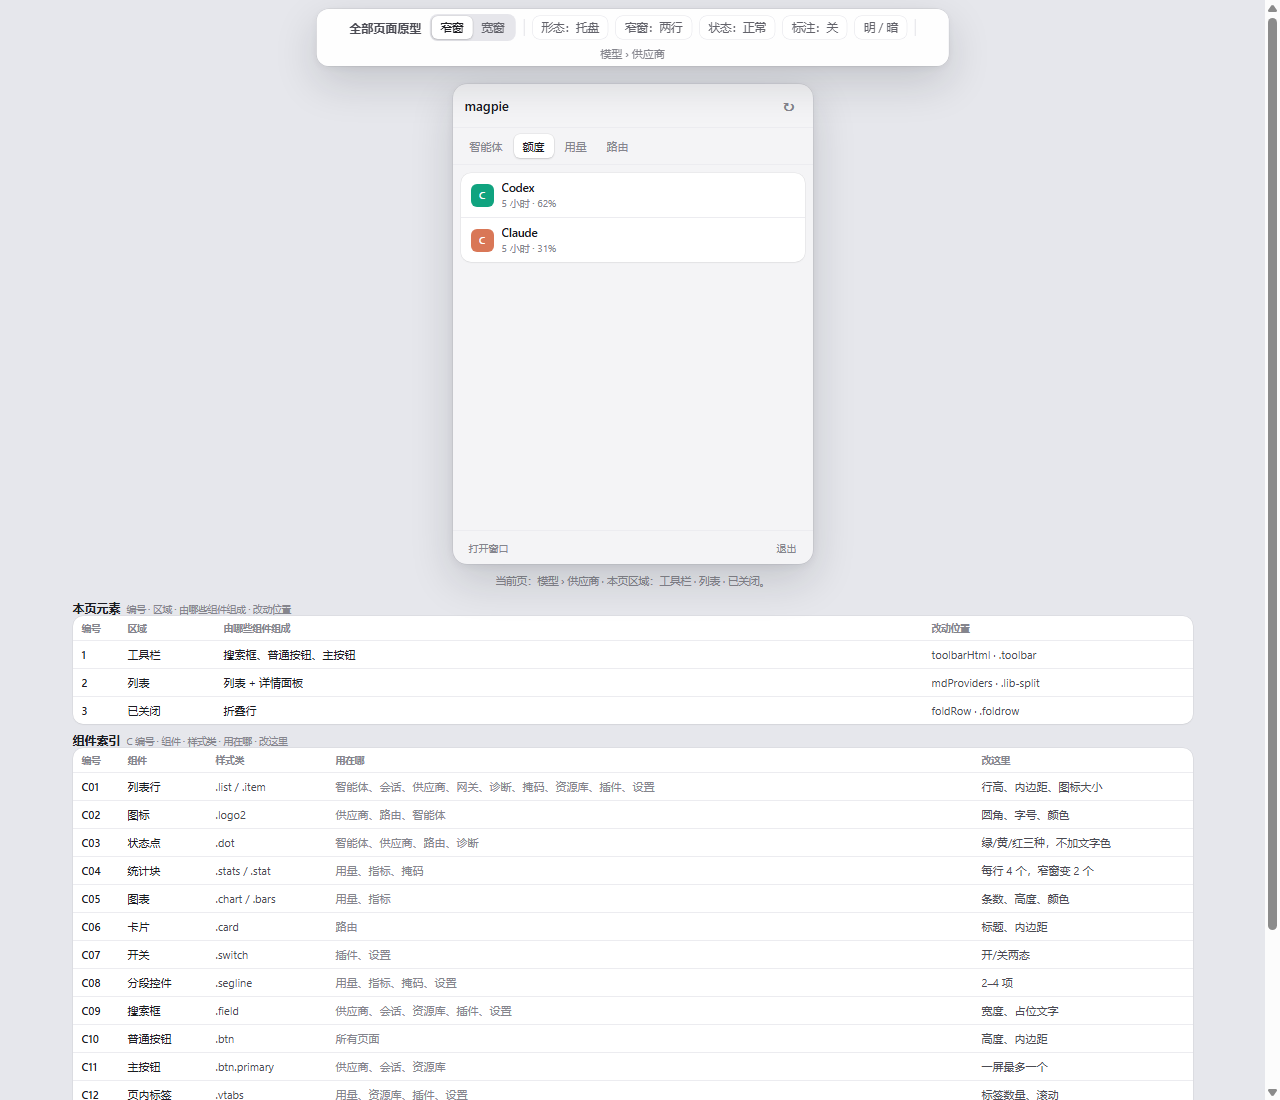 全部页面原型 窄窗 宽窗 形态：托盘 窄窗：两行 状态：正常 标注：关 明 / 暗
模型 › 供应商
magpie ↻
智能体 额度 用量 路由
C Codex
5 小时 · 62%
C Claude
5 小时 · 31%
打开窗口 退出
当前页：模型 › 供应商 · 本页区域：工具栏 · 列表 · 已关闭。
本页元素 编号 · 区域 · 由哪些组件组成 · 改动位置
编号 区域 由哪些组件组成 改动位置
1 工具栏 搜索框、普通按钮、主按钮 toolbarHtml · .toolbar
2 列表 列表 + 详情面板 mdProviders · .lib-split
3 已关闭 折叠行 foldRow · .foldrow
组件索引 C 编号 · 组件 · 样式类 · 用在哪 · 改这里
编号 组件 样式类 用在哪 改这里
C01 列表行 .list / .item 智能体、会话、供应商、网关、诊断、掩码、资源库、插件、设置 行高、内边距、图标大小
C02 图标 .logo2 供应商、路由、智能体 圆角、字号、颜色
C03 状态点 .dot 智能体、供应商、路由、诊断 绿/黄/红三种，不加文字色
C04 统计块 .stats / .stat 用量、指标、掩码 每行 4 个，窄窗变 2 个
C05 图表 .chart / .bars 用量、指标 条数、高度、颜色
C06 卡片 .card 路由 标题、内边距
C07 开关 .switch 插件、设置 开/关两态
C08 分段控件 .segline 用量、指标、掩码、设置 2–4 项
C09 搜索框 .field 供应商、会话、资源库、插件、设置 宽度、占位文字
C10 普通按钮 .btn 所有页面 高度、内边距
C11 主按钮 .btn.primary 供应商、会话、资源库 一屏最多一个
C12 页内标签 .vtabs 用量、资源库、插件、设置 标签数量、滚动